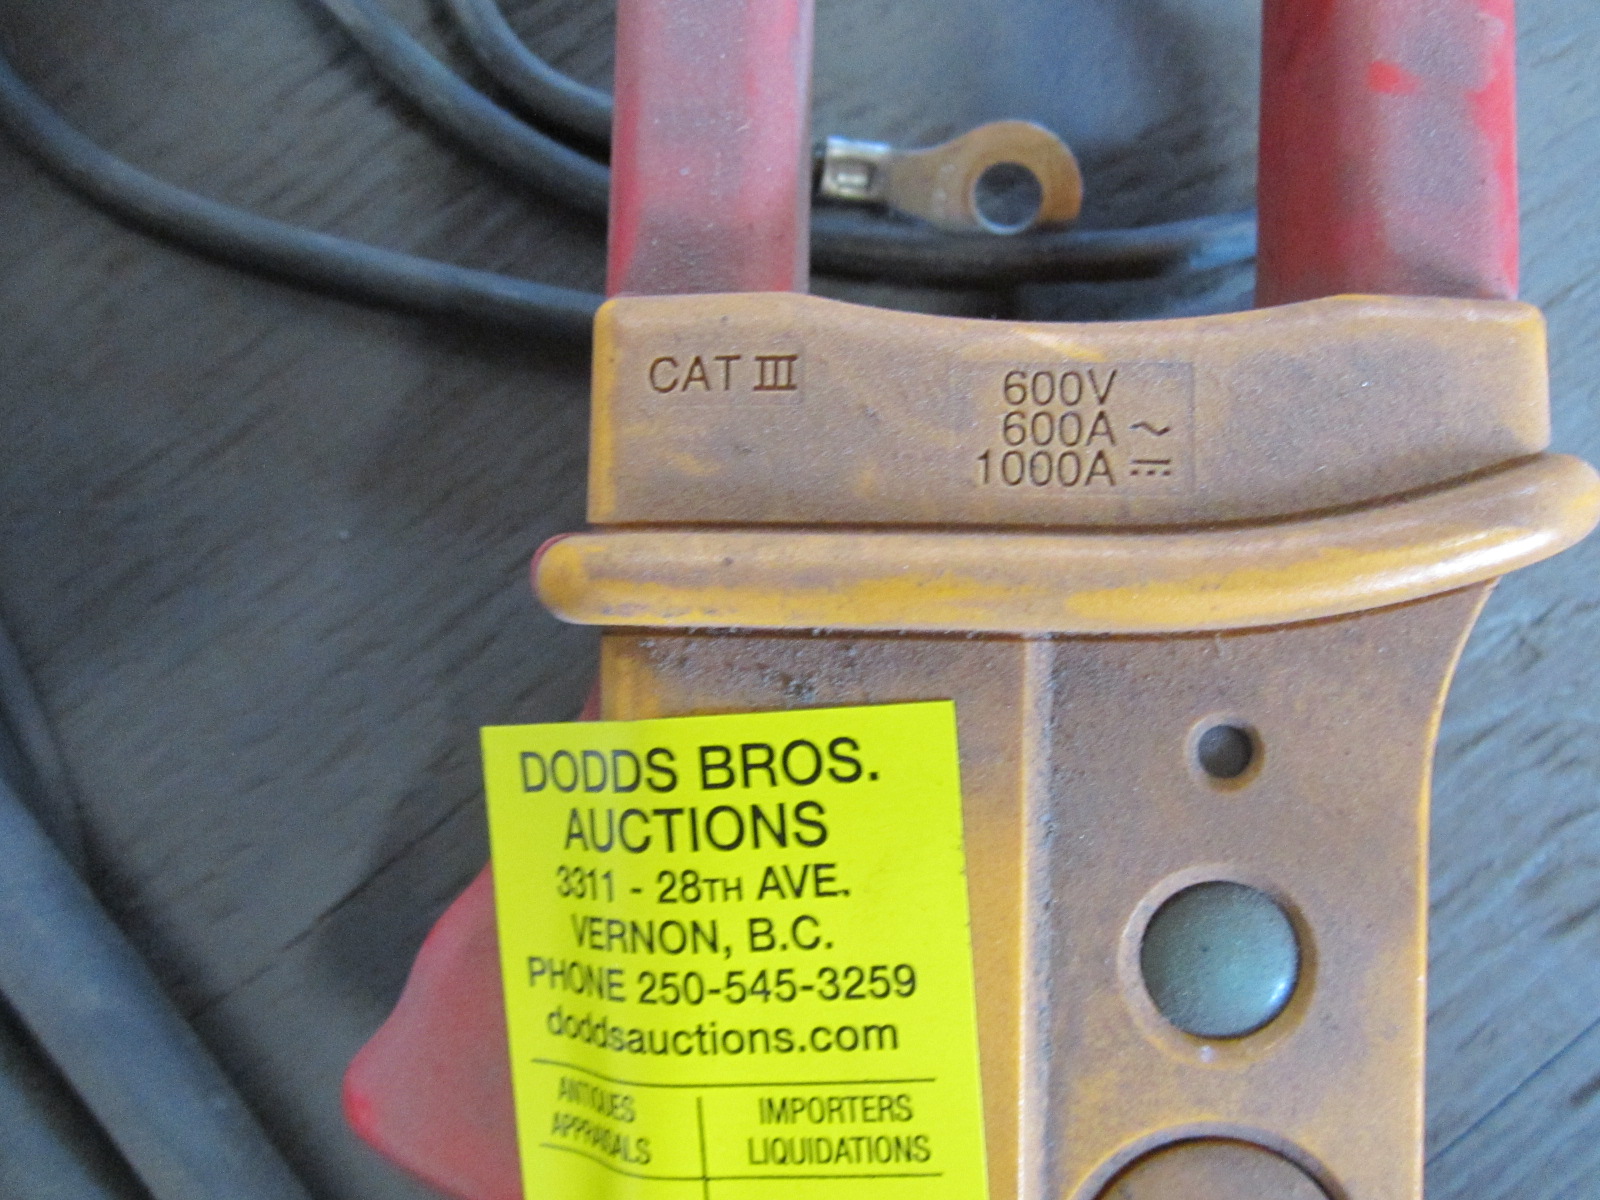 CAT III
600V
600A ~
1000A ⎓
DODDS BROS.
AUCTIONS
3311 - 28TH AVE.
VERNON, B.C.
PHONE 250-545-3259
doddsauctions.com
ANTIQUES
APPRAISALS
IMPORTERS
LIQUIDATIONS